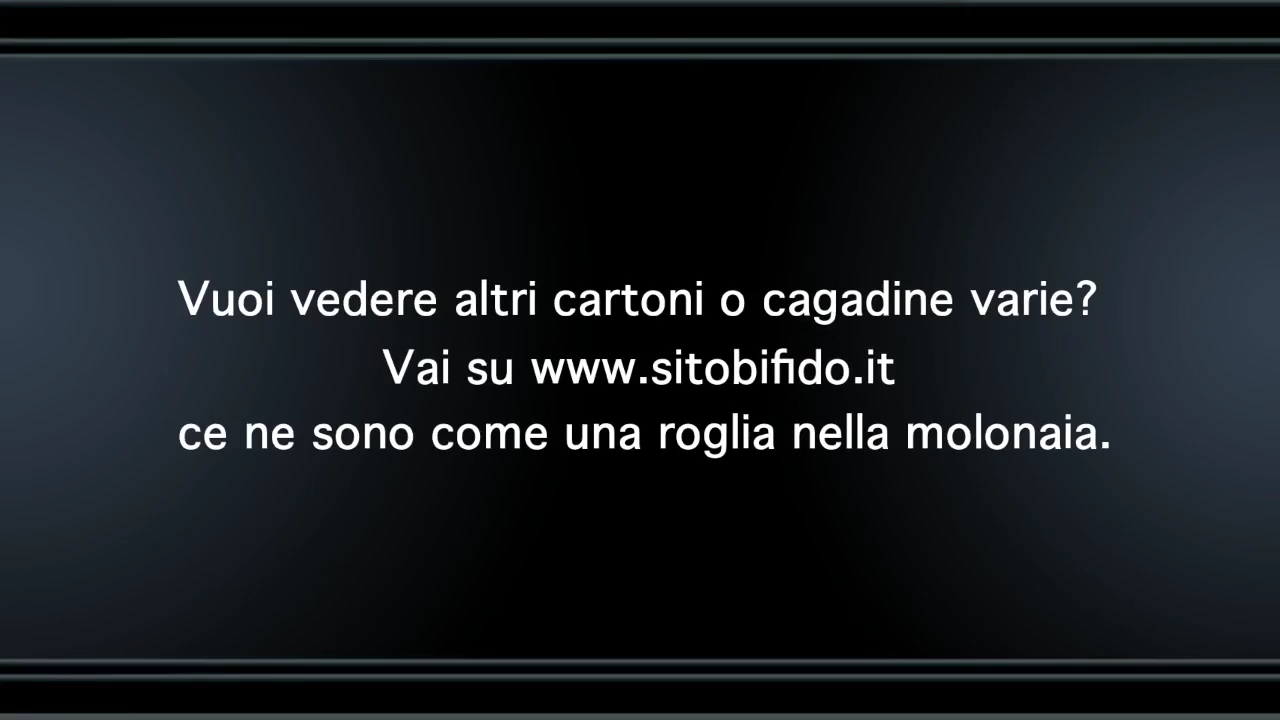 Vuoi vedere altri cartoni o cagadine varie?
Vai su www.sitobifido.it
ce ne sono come una roglia nella molonaia.